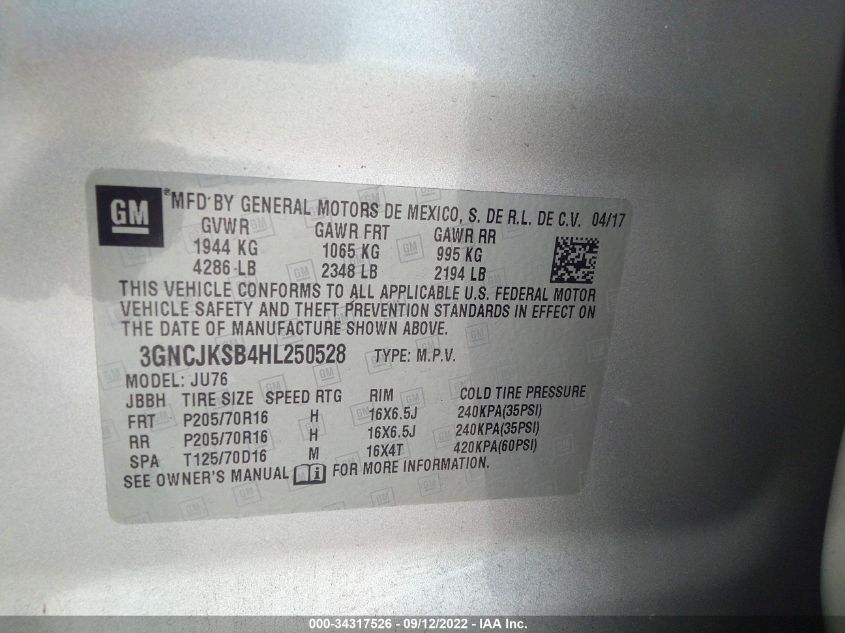 GM
®MFD BY GENERAL MOTORS DE MEXICO, S. DE R.L. DE C.V. 04/17
GVWR GAWR FRT GAWR RR
1944 KG 1065 KG 995 KG
4286 LB 2348 LB 2194 LB
THIS VEHICLE CONFORMS TO ALL APPLICABLE U.S. FEDERAL MOTOR
VEHICLE SAFETY AND THEFT PREVENTION STANDARDS IN EFFECT ON
THE DATE OF MANUFACTURE SHOWN ABOVE.
3GNCJKSB4HL250528 TYPE: M.P.V.
MODEL: JU76
JBBH TIRE SIZE SPEED RTG RIM COLD TIRE PRESSURE
FRT P205/70R16 H 16X6.5J 240KPA(35PSI)
RR P205/70R16 H 16X6.5J 240KPA(35PSI)
SPA T125/70D16 M 16X4T 420KPA(60PSI)
SEE OWNER'S MANUAL i FOR MORE INFORMATION.
000-34317526 - 09/12/2022 - IAA Inc.